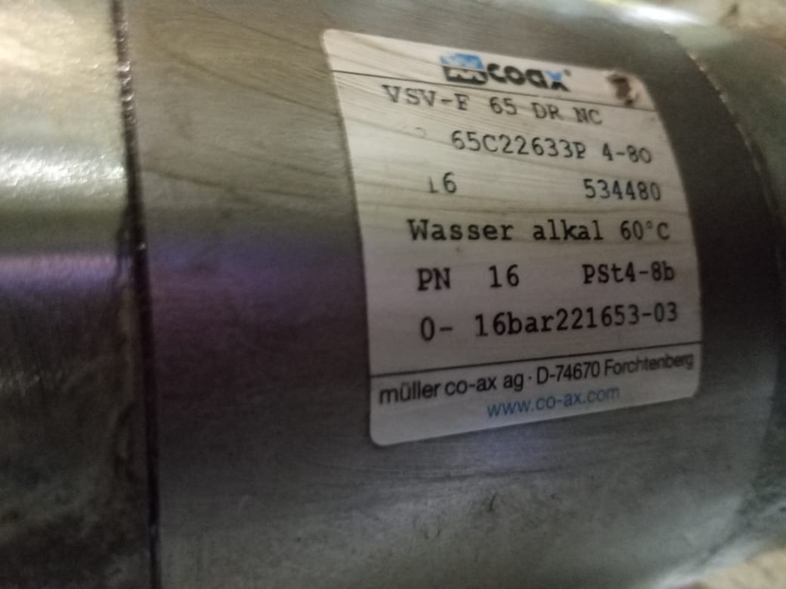 coax
VSV-F 65 DR NC
65C22633P 4-80
16 534480
Wasser alkal 60°C
PN 16 PSt4-8b
0- 16bar221653-03
müller co-ax ag · D-74670 Forchtenberg
www.co-ax.com